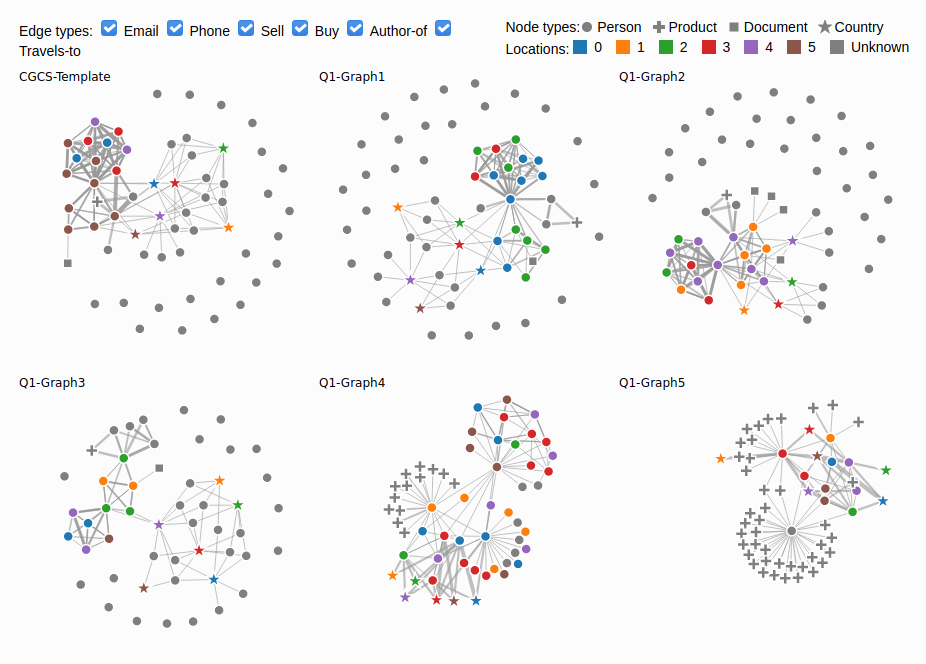 Edge types: Email Phone Sell Buy Author-of
Travels-to
Node types: Person Product Document Country
Locations: 0 1 2 3 4 5 Unknown
CGCS-Template
Q1-Graph1
Q1-Graph2
Q1-Graph3
Q1-Graph4
Q1-Graph5